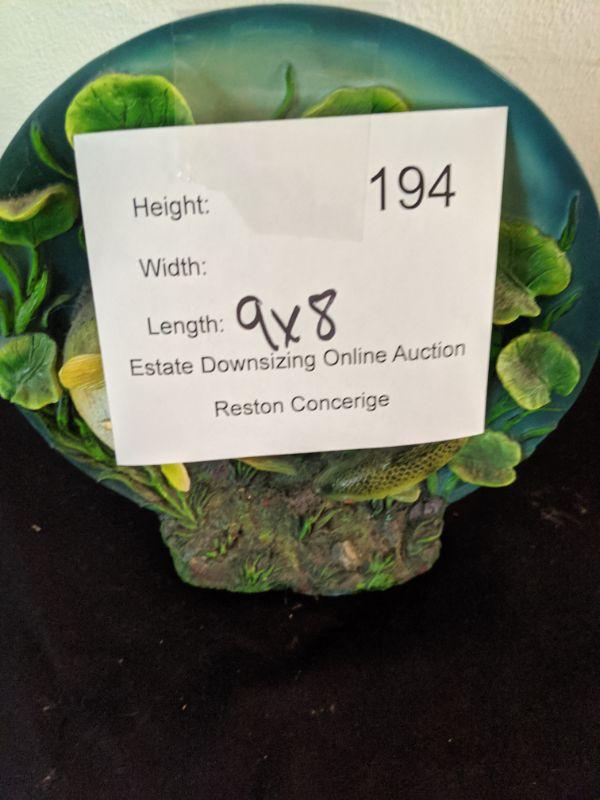 194
Height:
Width:
Length: 9x8
Estate Downsizing Online Auction
Reston Concerige